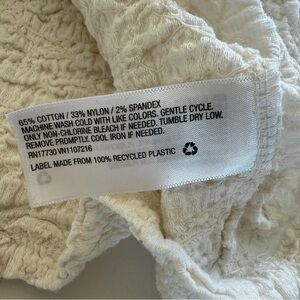 65% COTTON / 33% NYLON / 2% SPANDEX
MACHINE WASH COLD WITH LIKE COLORS. GENTLE CYCLE.
ONLY NON-CHLORINE BLEACH IF NEEDED. TUMBLE DRY LOW.
REMOVE PROMPTLY. COOL IRON IF NEEDED.
RN17730 VN1107216
LABEL MADE FROM 100% RECYCLED PLASTIC